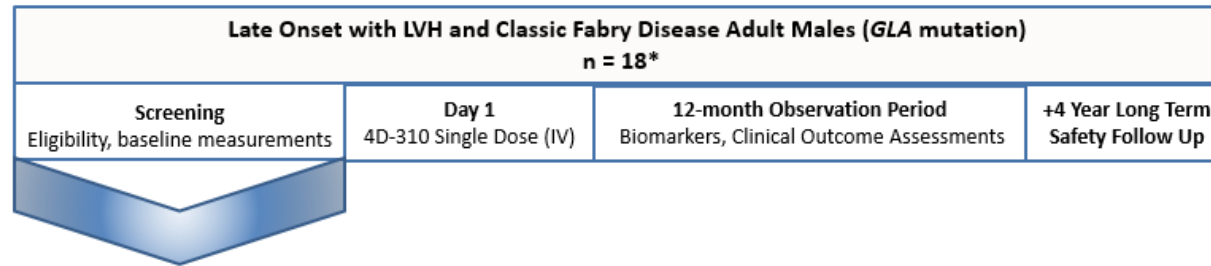 Late Onset with LVH and Classic Fabry Disease Adult Males (GLA mutation)
n = 18*
Screening
Eligibility, baseline measurements
Day 1
4D-310 Single Dose (IV)
12-month Observation Period
Biomarkers, Clinical Outcome Assessments
+4 Year Long Term
Safety Follow Up